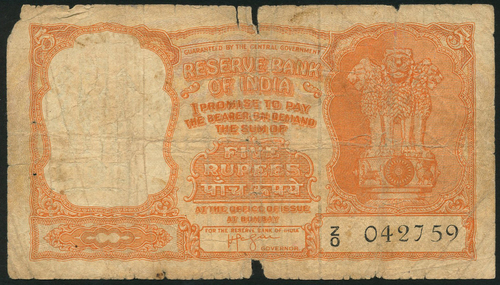 5
5
GUARANTEED BY THE CENTRAL GOVERNMENT
RESERVE BANK
OF INDIA
I PROMISE TO PAY
THE BEARER ON DEMAND
THE SUM OF
FIVE
RUPEES
पाँच रुपये
AT THE OFFICE OF ISSUE
AT BOMBAY
FOR THE RESERVE BANK OF INDIA
GOVERNOR
Z/0 042759